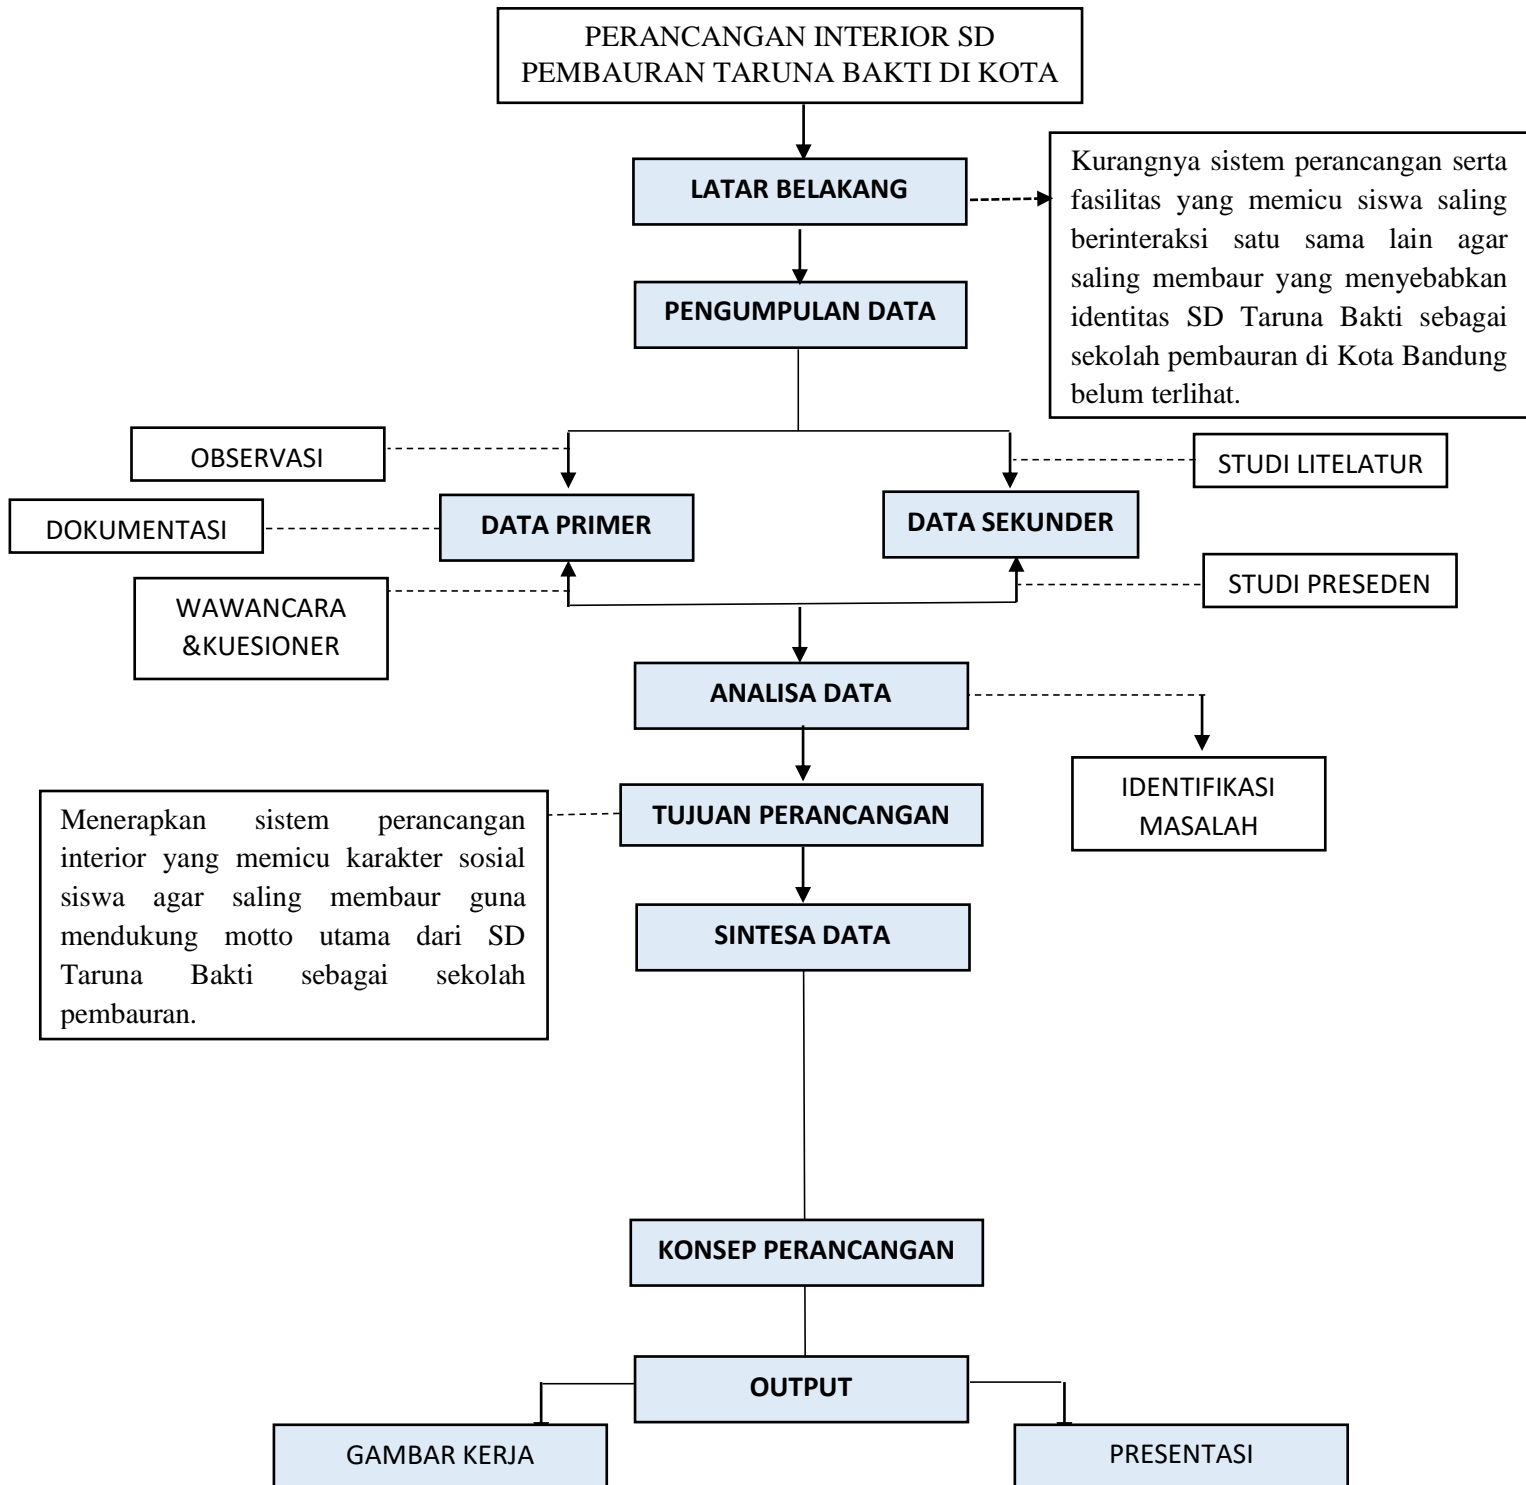 PERANCANGAN INTERIOR SD
PEMBAURAN TARUNA BAKTI DI KOTA
LATAR BELAKANG
Kurangnya sistem perancangan serta
fasilitas yang memicu siswa saling
berinteraksi satu sama lain agar
saling membaur yang menyebabkan
identitas SD Taruna Bakti sebagai
sekolah pembauran di Kota Bandung
belum terlihat.
PENGUMPULAN DATA
OBSERVASI
STUDI LITELATUR
DOKUMENTASI
DATA PRIMER
DATA SEKUNDER
WAWANCARA
&KUESIONER
STUDI PRESEDEN
ANALISA DATA
IDENTIFIKASI
MASALAH
TUJUAN PERANCANGAN
Menerapkan sistem perancangan
interior yang memicu karakter sosial
siswa agar saling membaur guna
mendukung motto utama dari SD
Taruna Bakti sebagai sekolah
pembauran.
SINTESA DATA
KONSEP PERANCANGAN
OUTPUT
GAMBAR KERJA
PRESENTASI